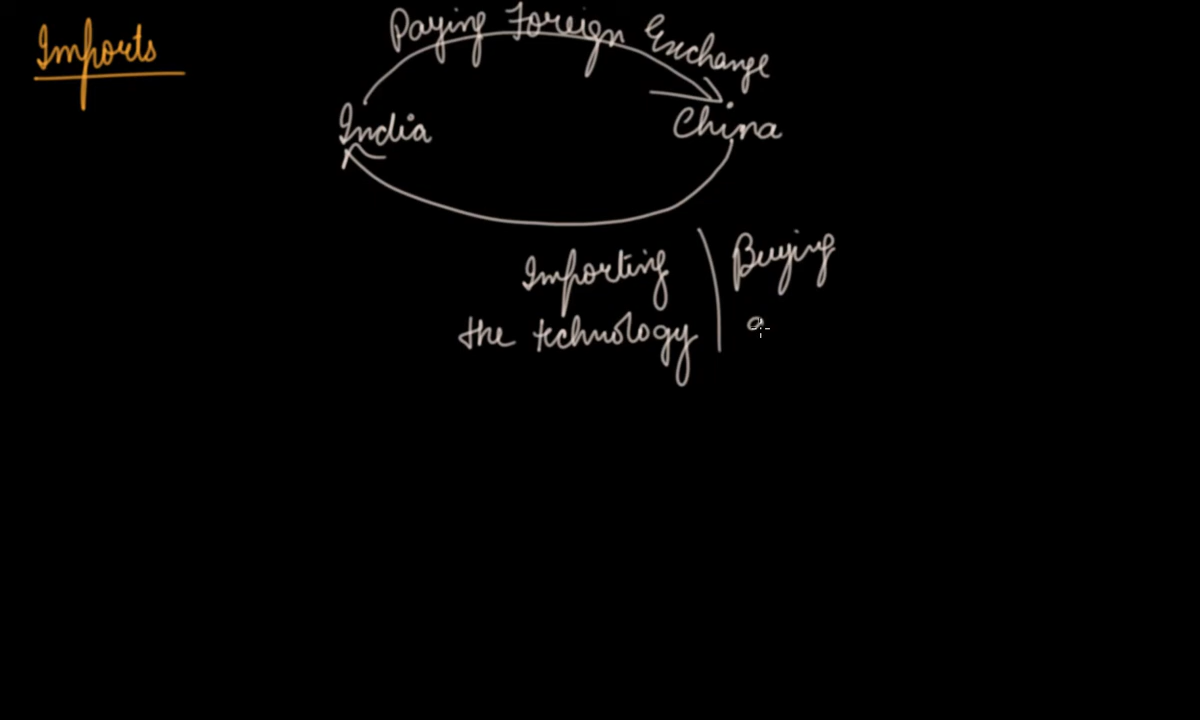 Imports
Paying Foreign Exchange
India
China
Importing
the technology
Buying